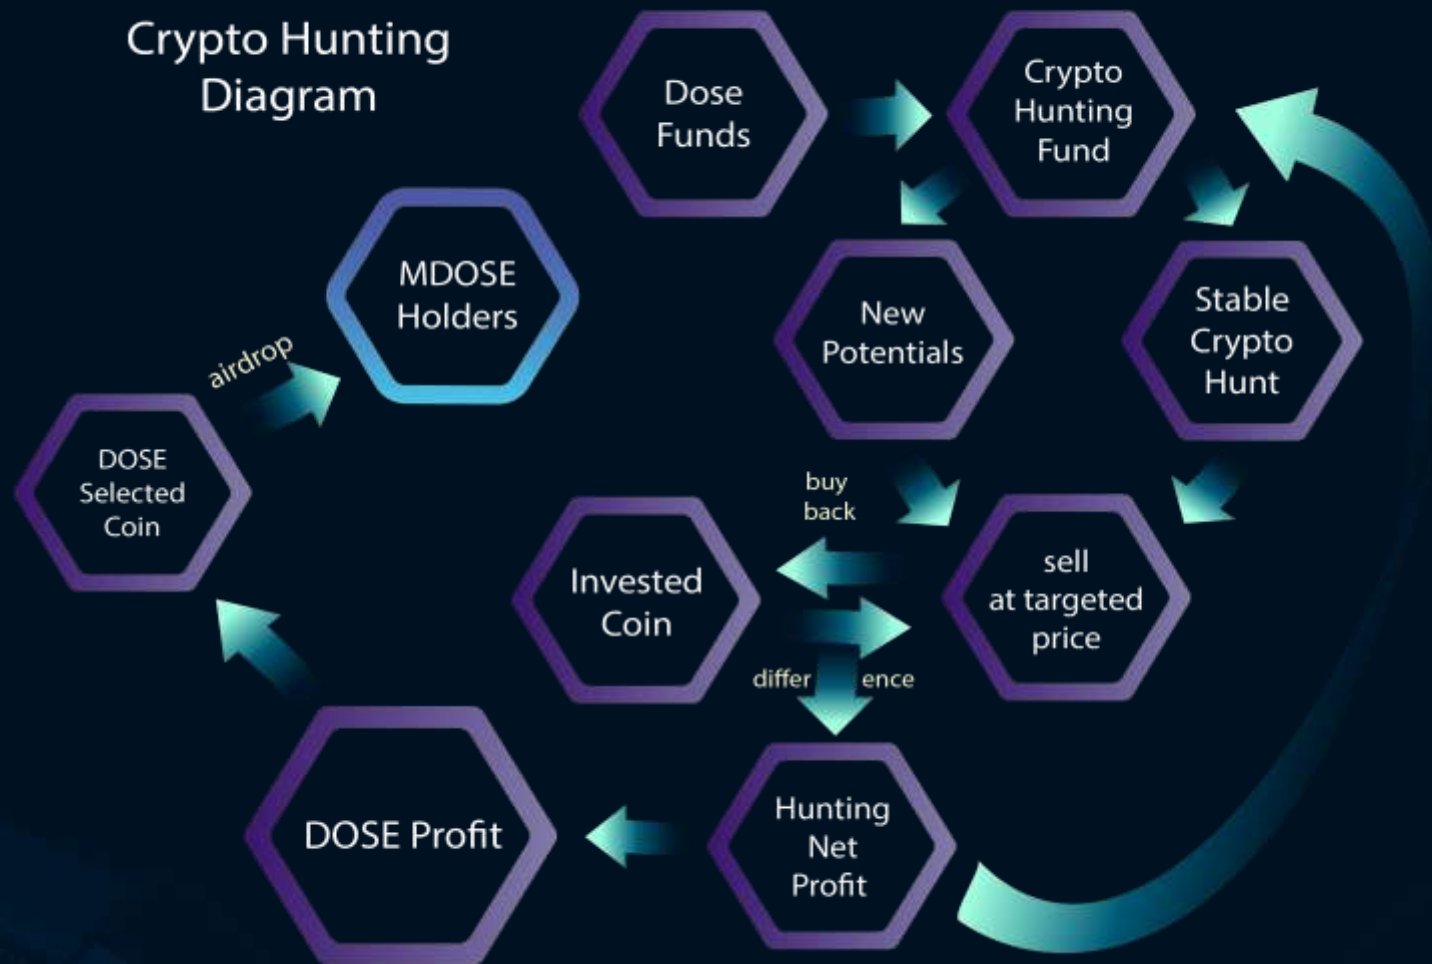 Crypto Hunting
Diagram
Dose
Funds
Crypto
Hunting
Fund
MDOSE
Holders
New
Potentials
Stable
Crypto
Hunt
airdrop
DOSE
Selected
Coin
buy
back
Invested
Coin
sell
at targeted
price
differ ence
DOSE Profit
Hunting
Net
Profit